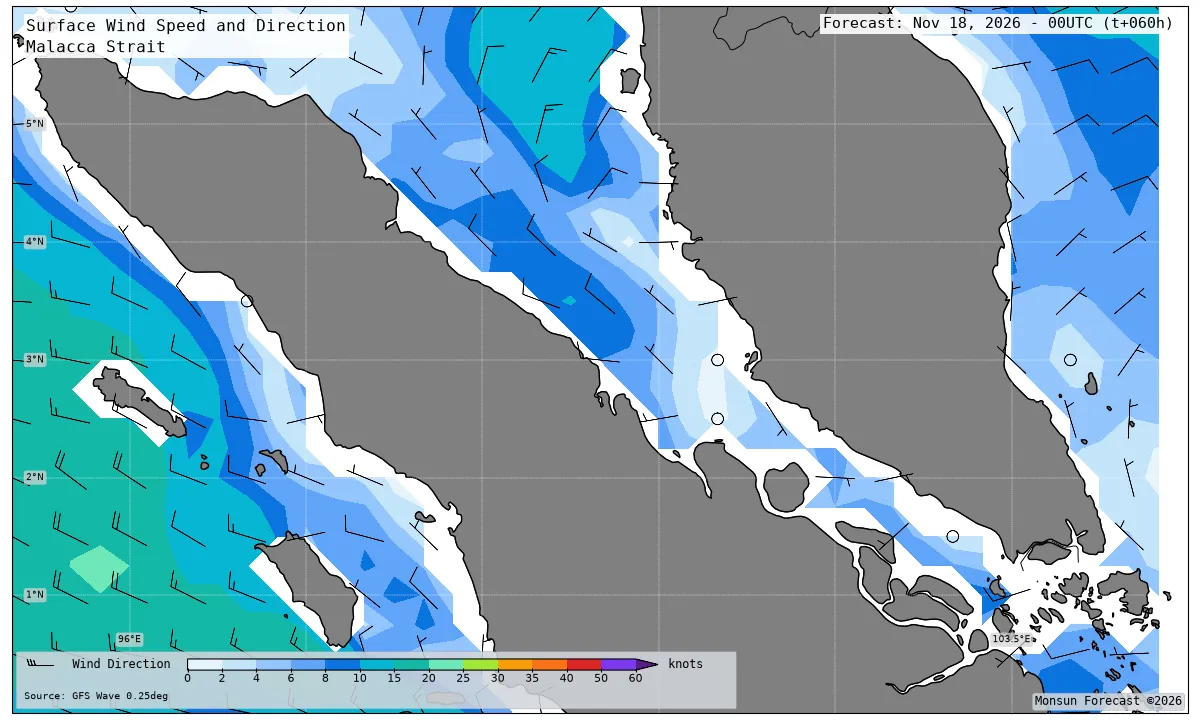 Surface Wind Speed and Direction
Malacca Strait
Forecast: Nov 18, 2026 - 00UTC (t+060h)
5°N
4°N
3°N
2°N
1°N
96°E
103.5°E
Wind Direction
0 2 4 6 8 10 15 20 25 30 35 40 50 60
knots
Source: GFS Wave 0.25deg
Monsun Forecast ©2026